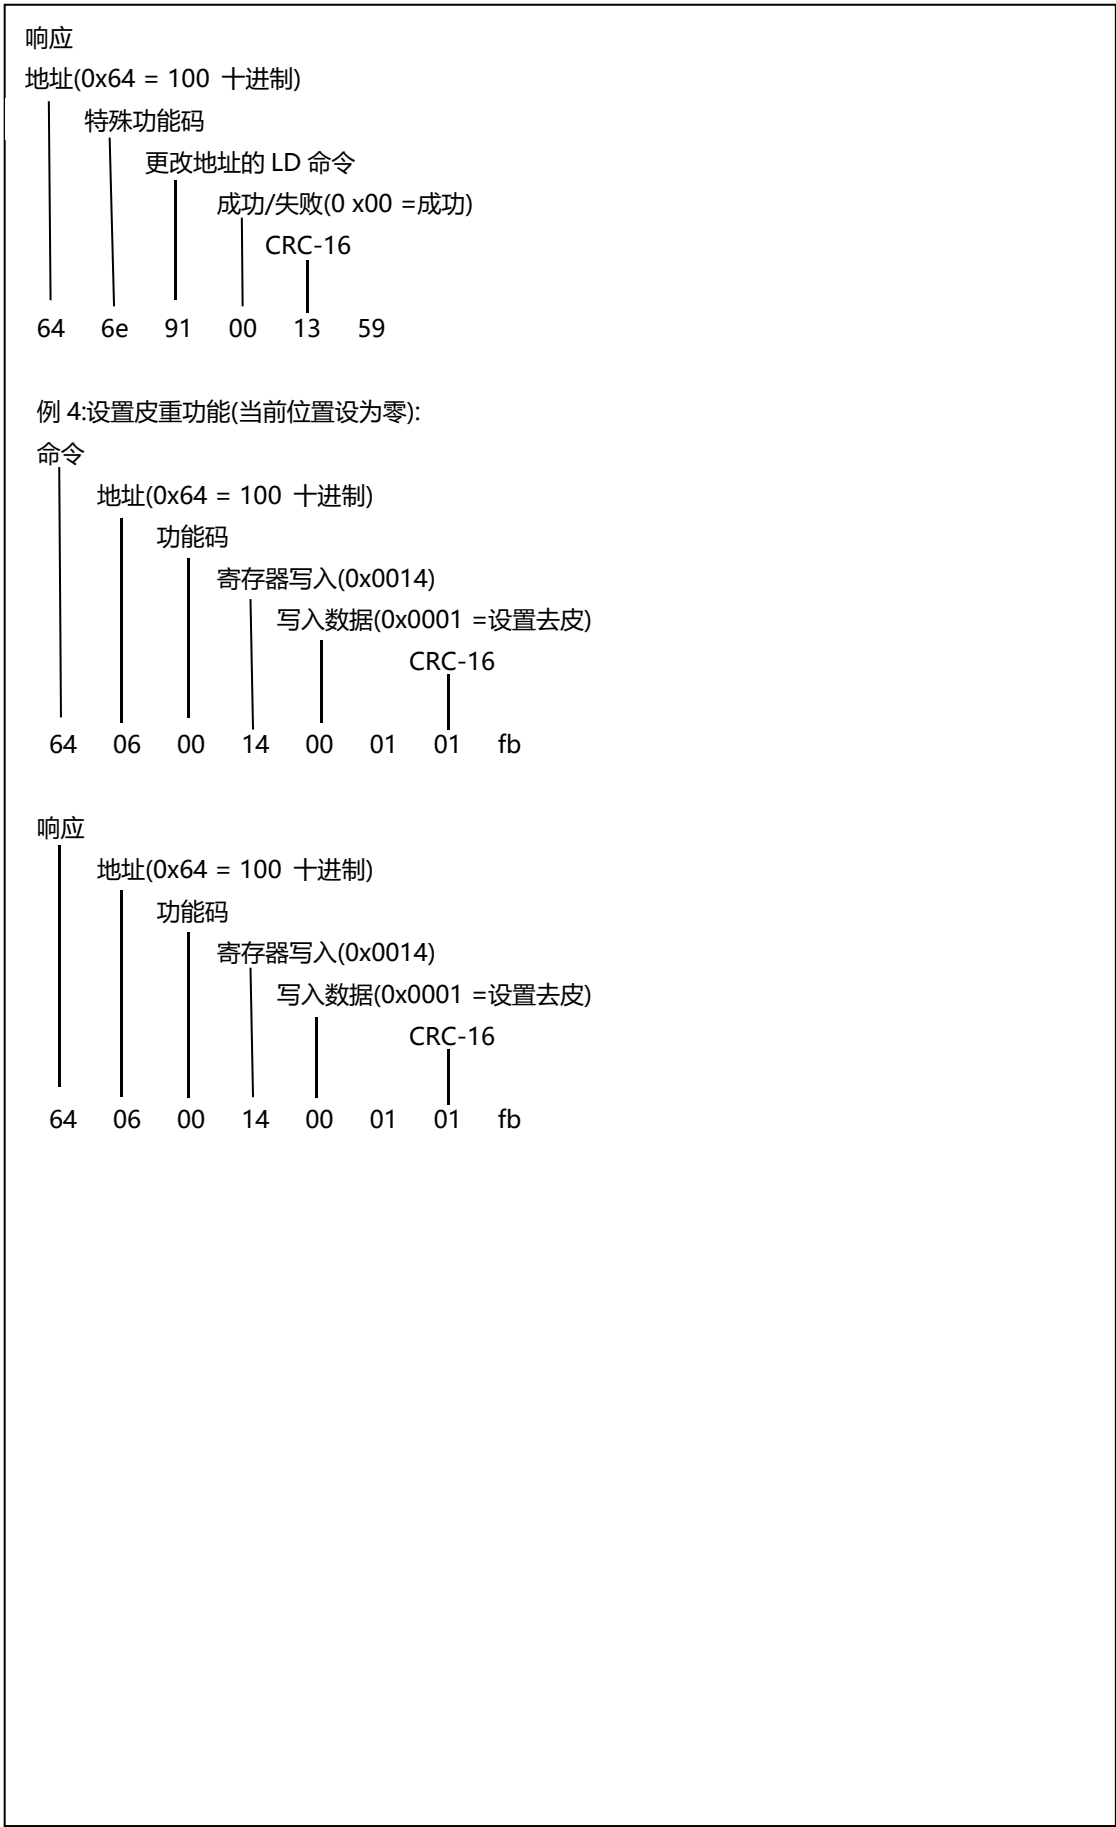 响应
地址(0x64 = 100 十进制)
特殊功能码
更改地址的 LD 命令
成功/失败(0 x00 =成功)
CRC-16
64 6e 91 00 13 59
例 4:设置皮重功能(当前位置设为零):
命令
地址(0x64 = 100 十进制)
功能码
寄存器写入(0x0014)
写入数据(0x0001 =设置去皮)
CRC-16
64 06 00 14 00 01 01 fb
响应
地址(0x64 = 100 十进制)
功能码
寄存器写入(0x0014)
写入数据(0x0001 =设置去皮)
CRC-16
64 06 00 14 00 01 01 fb